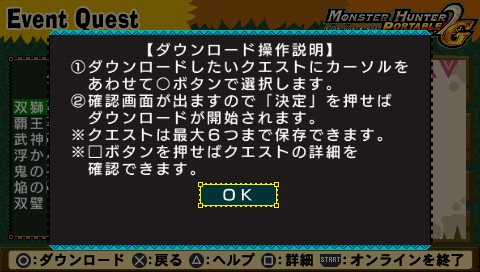 Event Quest
MONSTER HUNTER
PORTABLE 2nd G
【ダウンロード操作説明】
①ダウンロードしたいクエストにカーソルを
あわせて○ボタンで選択します。
②確認画面が出ますので「決定」を押せば
ダウンロードが開始されます。
※クエストは最大６つまで保存できます。
※□ボタンを押せばクエストの詳細を
確認できます。
OK
双獅
覇王
武神
浮か
鬼の
焔の
双璧
○:ダウンロード ×:戻る △:ヘルプ □:詳細 START:オンラインを終了